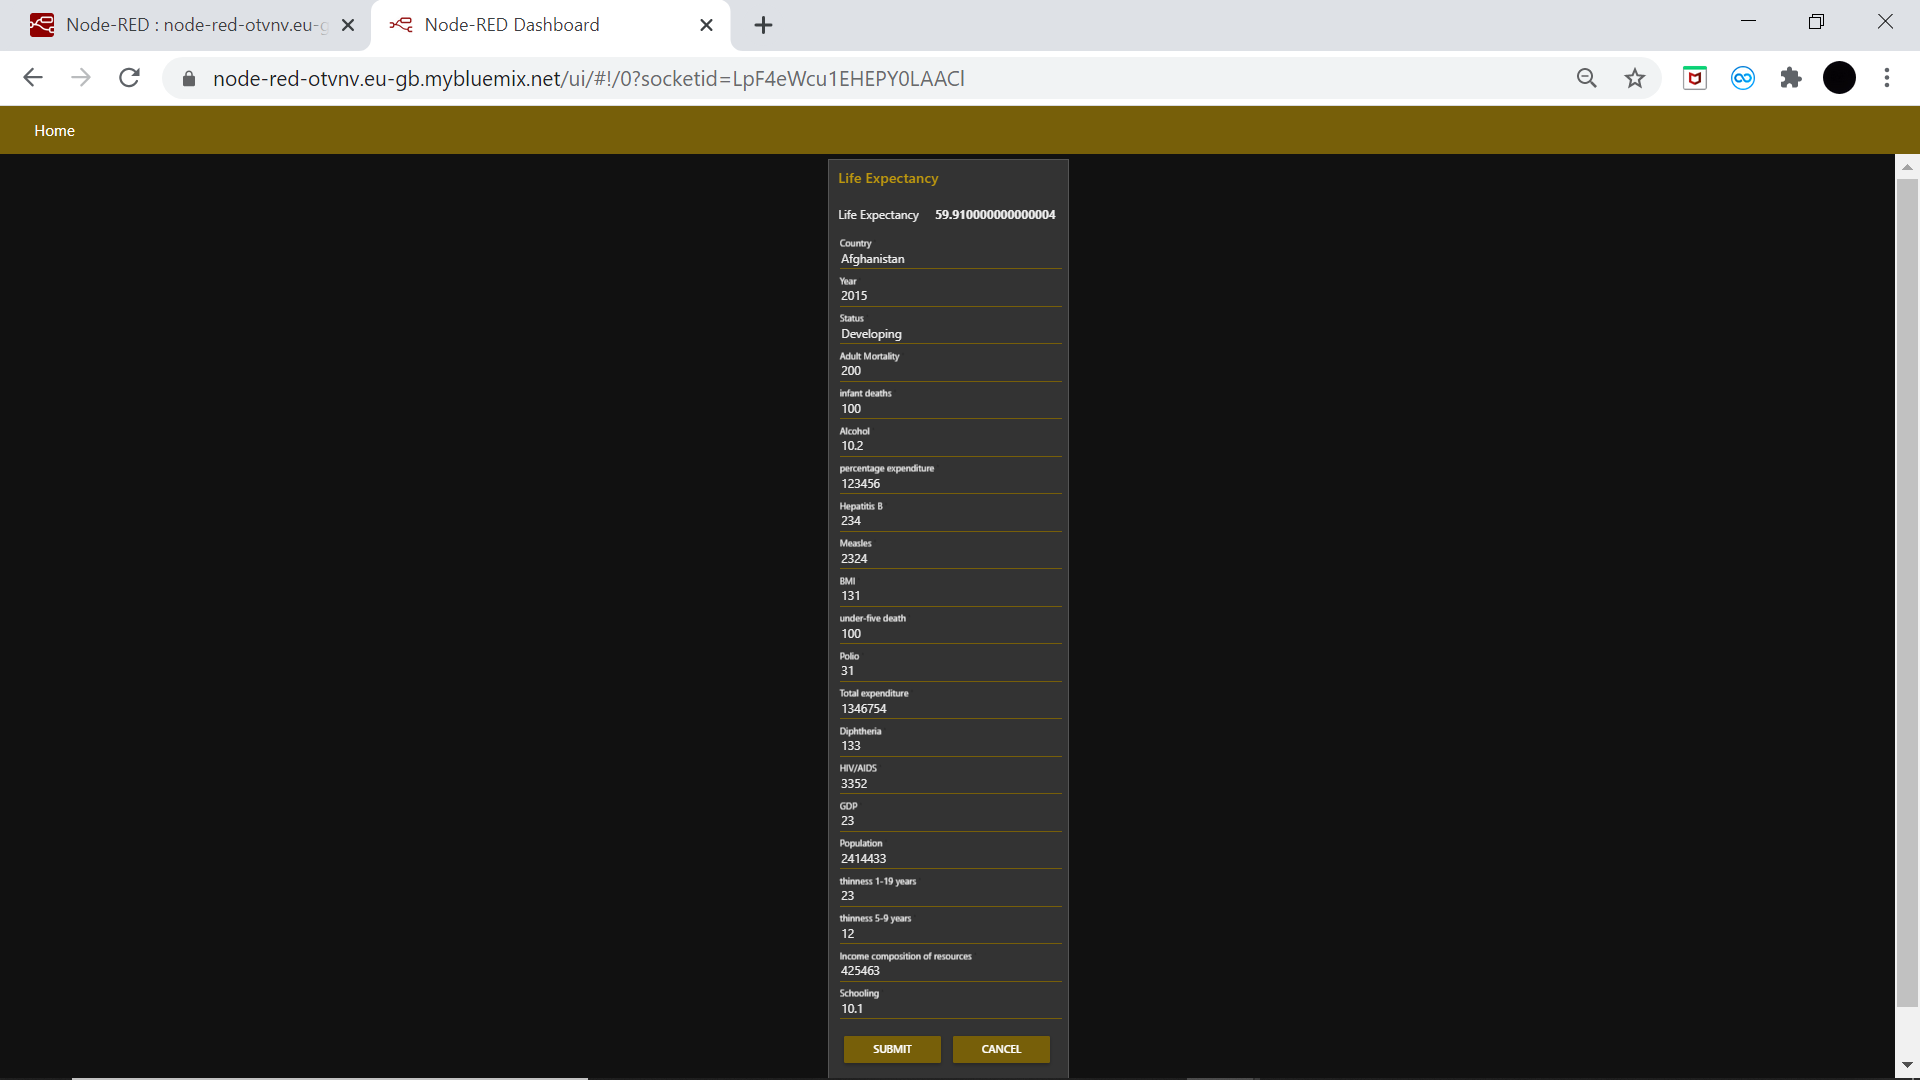 Node-RED : node-red-otvnv.eu-g
Node-RED Dashboard
node-red-otvnv.eu-gb.mybluemix.net/ui/#!/0?socketid=LpF4eWcu1EHEPY0LAACl
Home
Life Expectancy
Life Expectancy 59.910000000000004
Country
Afghanistan
Year
2015
Status
Developing
Adult Mortality
200
infant deaths
100
Alcohol
10.2
percentage expenditure
123456
Hepatitis B
234
Measles
2324
BMI
131
under-five death
100
Polio
31
Total expenditure
1346754
Diphtheria
133
HIV/AIDS
3352
GDP
23
Population
2414433
thinness 1-19 years
23
thinness 5-9 years
12
Income composition of resources
425463
Schooling
10.1
SUBMIT CANCEL